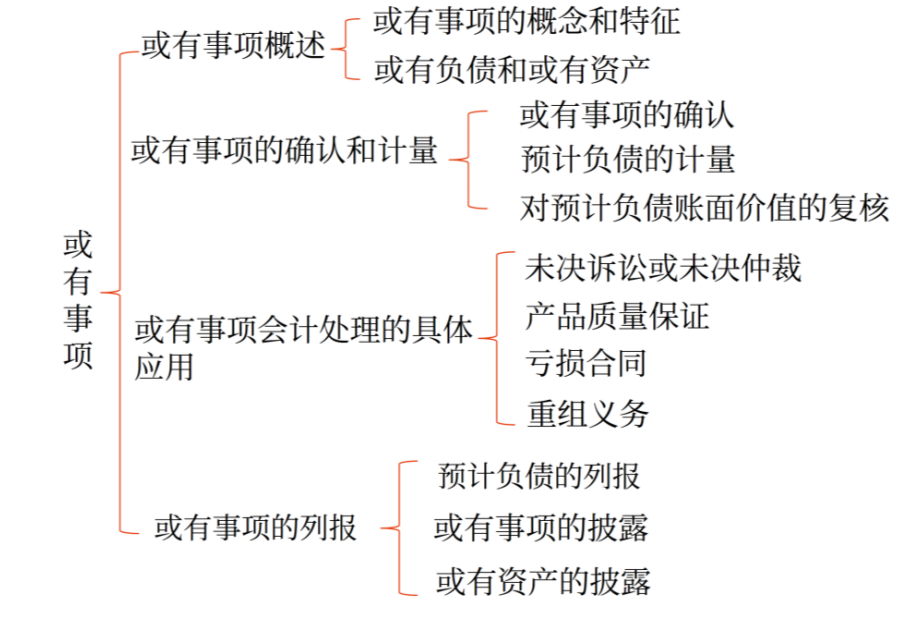 或有事项
或有事项概述
或有事项的概念和特征
或有负债和或有资产
或有事项的确认和计量
或有事项的确认
预计负债的计量
对预计负债账面价值的复核
或有事项会计处理的具体
应用
未决诉讼或未决仲裁
产品质量保证
亏损合同
重组义务
或有事项的列报
预计负债的列报
或有事项的披露
或有资产的披露